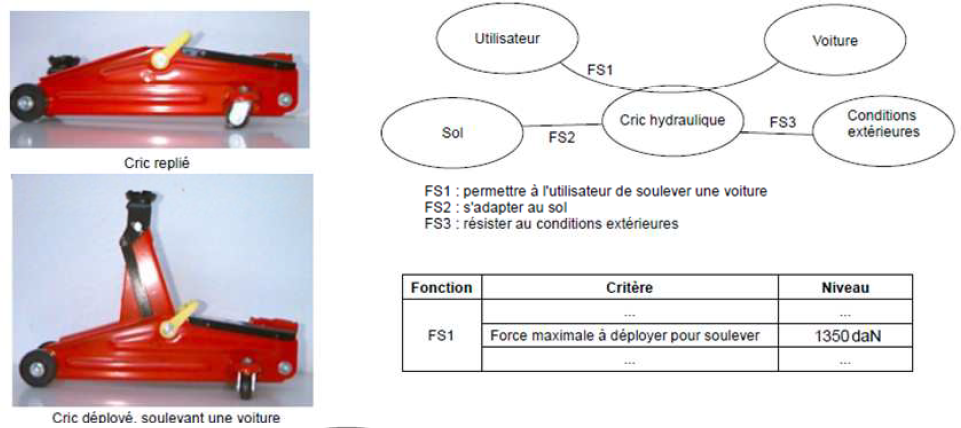 Cric replié
Cric déployé, soulevant une voiture
Utilisateur
Voiture
FS1
Sol
FS2
Cric hydraulique
FS3
Conditions
extérieures
FS1 : permettre à l'utilisateur de soulever une voiture
FS2 : s'adapter au sol
FS3 : résister au conditions extérieures
Fonction Critère Niveau
... ...
FS1 Force maximale à déployer pour soulever 1350 daN
... ...